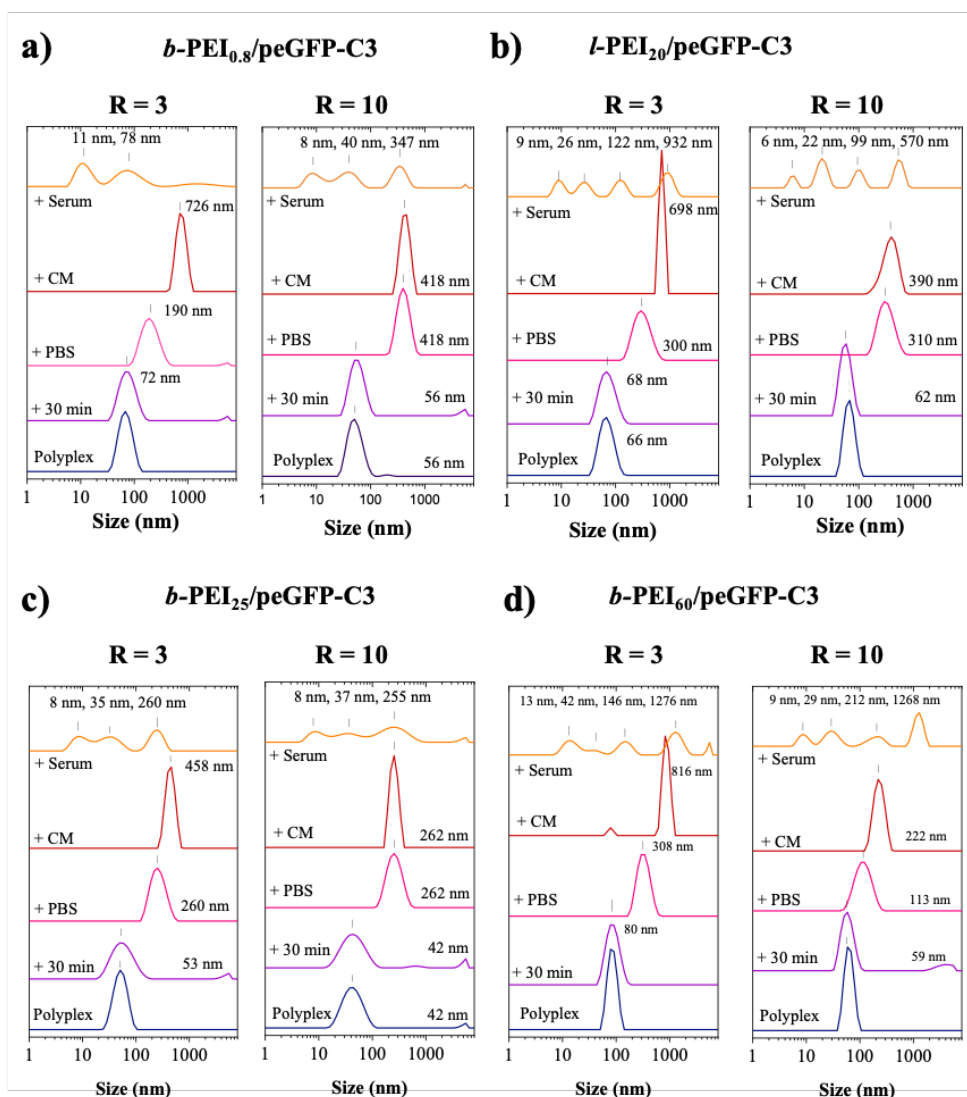 a) b-PEI0.8/peGFP-C3
R = 3
11 nm, 78 nm
+ Serum
726 nm
+ CM
190 nm
+ PBS
72 nm
+ 30 min
Polyplex
1 10 100 1000
Size (nm)
R = 10
8 nm, 40 nm, 347 nm
+ Serum
+ CM
418 nm
+ PBS
418 nm
+ 30 min
56 nm
Polyplex
56 nm
1 10 100 1000
Size (nm)
b) l-PEI20/peGFP-C3
R = 3
9 nm, 26 nm, 122 nm, 932 nm
+ Serum
698 nm
+ CM
+ PBS
300 nm
+ 30 min
68 nm
66 nm
Polyplex
1 10 100 1000
Size (nm)
R = 10
6 nm, 22 nm, 99 nm, 570 nm
+ Serum
+ CM
390 nm
+ PBS
310 nm
+ 30 min
62 nm
Polyplex
1 10 100 1000
Size (nm)
c) b-PEI25/peGFP-C3
R = 3
8 nm, 35 nm, 260 nm
+ Serum
458 nm
+ CM
+ PBS
260 nm
+ 30 min
53 nm
Polyplex
1 10 100 1000
Size (nm)
R = 10
8 nm, 37 nm, 255 nm
+ Serum
+ CM
262 nm
+ PBS
262 nm
+ 30 min
42 nm
Polyplex
42 nm
1 10 100 1000
Size (nm)
d) b-PEI60/peGFP-C3
R = 3
13 nm, 42 nm, 146 nm, 1276 nm
+ Serum
816 nm
+ CM
308 nm
+ PBS
80 nm
+ 30 min
Polyplex
1 10 100 1000
Size (nm)
R = 10
9 nm, 29 nm, 212 nm, 1268 nm
+ Serum
+ CM
222 nm
+ PBS
113 nm
+ 30 min
59 nm
Polyplex
1 10 100 1000
Size (nm)